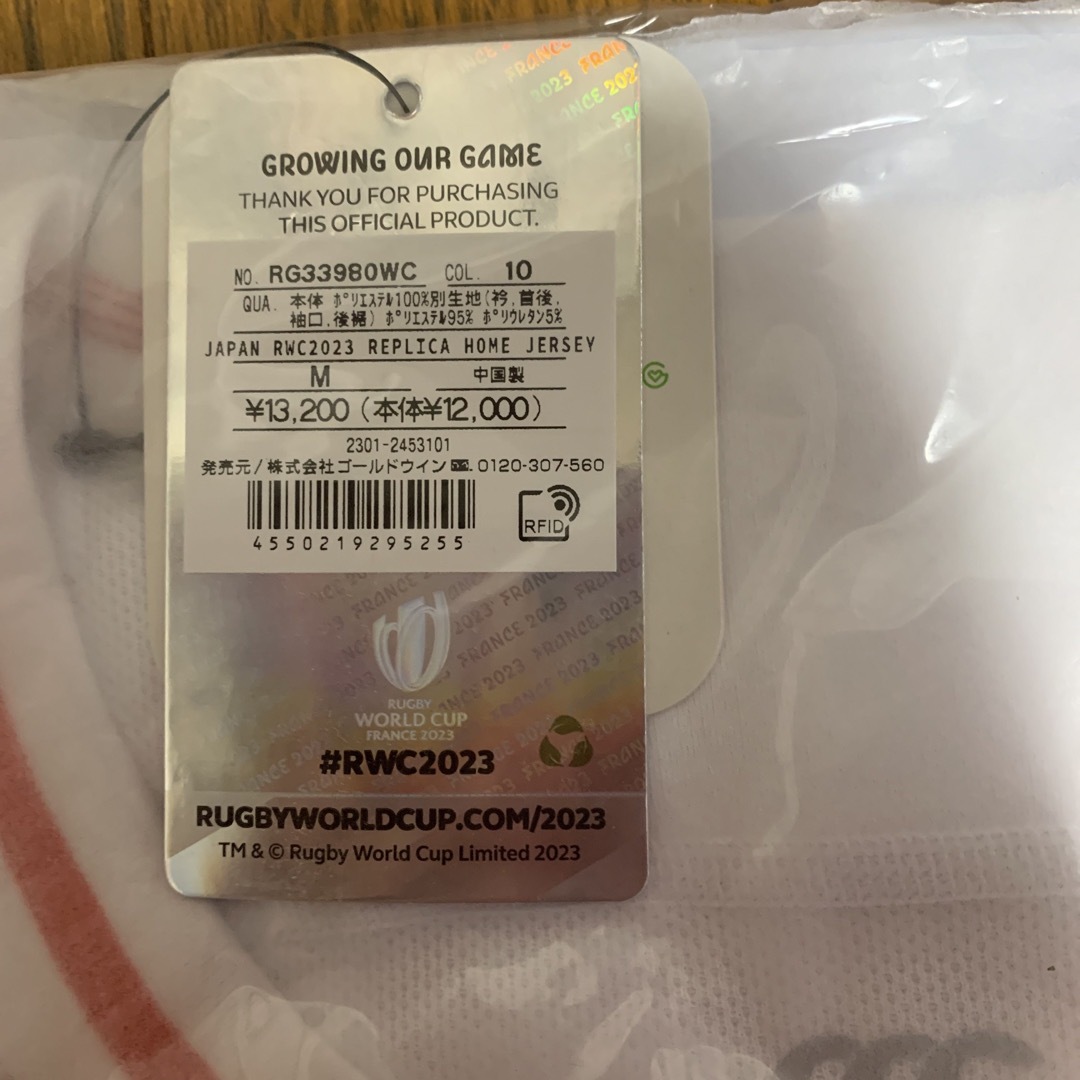 GROWING OUR GAME
THANK YOU FOR PURCHASING
THIS OFFICIAL PRODUCT.
NO. RG33980WC COL. 10
QUA. 本体 ﾎﾟﾘｴｽﾃﾙ100%別生地(衿,首後,
袖口,後裾) ﾎﾟﾘｴｽﾃﾙ95% ﾎﾟﾘｳﾚﾀﾝ5%
JAPAN RWC2023 REPLICA HOME JERSEY
M 中国製
¥13,200(本体¥12,000)
2301-2453101
発売元/株式会社ゴールドウイン 0120-307-560
RFID
4550219295255
FRANCE 2023
RUGBY
WORLD CUP
FRANCE 2023
#RWC2023
RUGBYWORLDCUP.COM/2023
TM & © Rugby World Cup Limited 2023